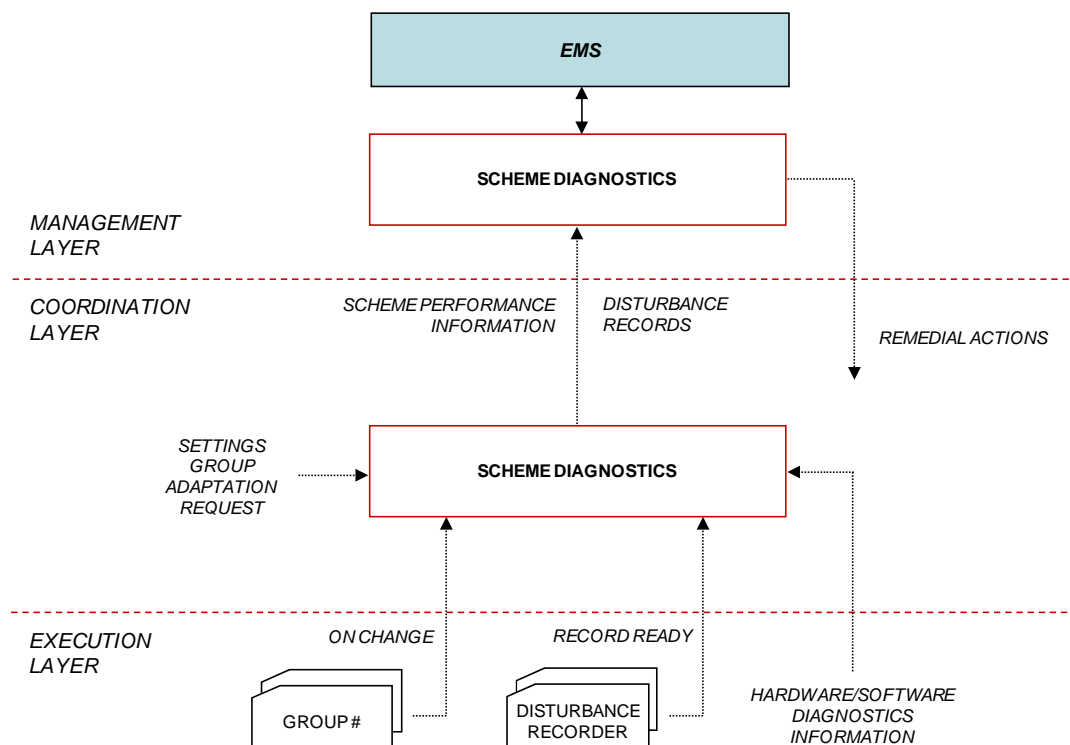 EMS
SCHEME DIAGNOSTICS
MANAGEMENT
LAYER
COORDINATION
LAYER
SCHEME PERFORMANCE
INFORMATION
DISTURBANCE
RECORDS
REMEDIAL ACTIONS
SETTINGS
GROUP
ADAPTATION
REQUEST
SCHEME DIAGNOSTICS
EXECUTION
LAYER
ON CHANGE
RECORD READY
GROUP #
DISTURBANCE
RECORDER
HARDWARE/SOFTWARE
DIAGNOSTICS
INFORMATION